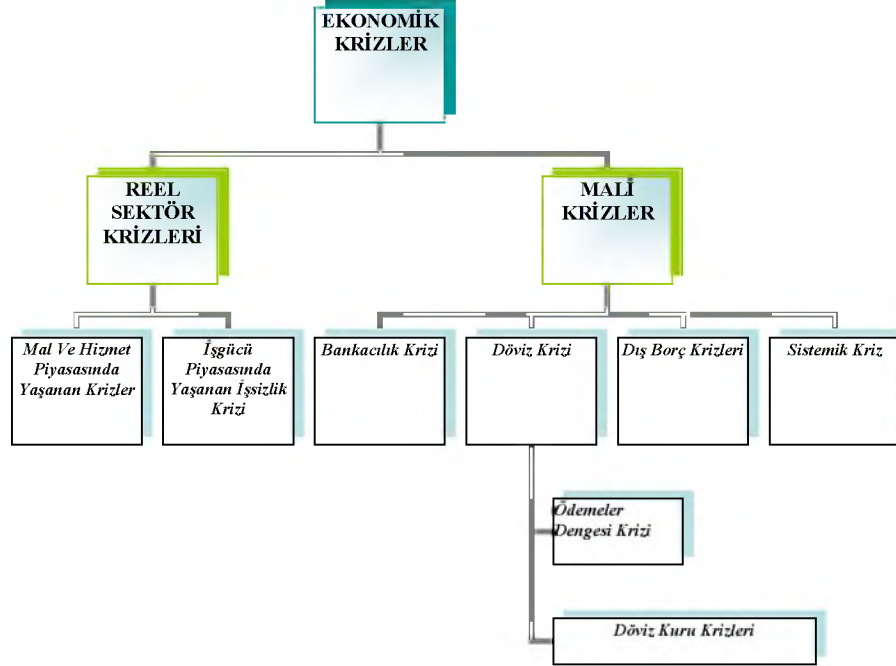 EKONOMİK
KRİZLER
REEL
SEKTÖR
KRİZLERİ
MALİ
KRİZLER
Mal Ve Hizmet
Piyasasında
Yaşanan Krizler
İşgücü
Piyasasında
Yaşanan İşsizlik
Krizi
Bankacılık Krizi
Döviz Krizi
Dış Borç Krizleri
Sistemik Kriz
Ödemeler
Dengesi Krizi
Döviz Kuru Krizleri